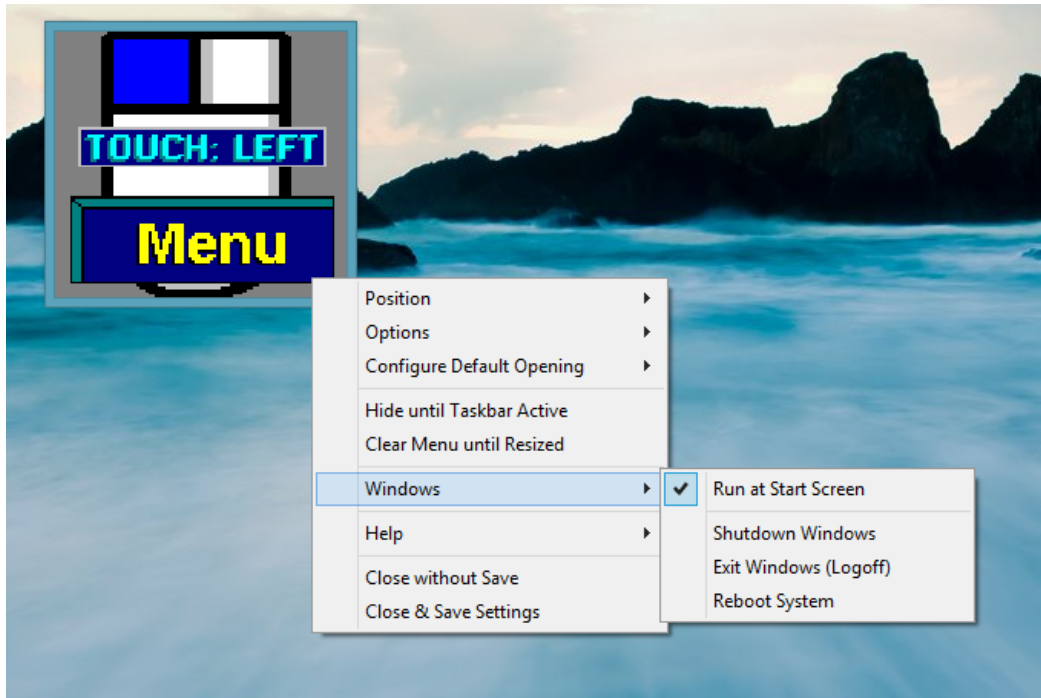 TOUCH: LEFT
Menu
Position
Options
Configure Default Opening
Hide until Taskbar Active
Clear Menu until Resized
Windows
Help
Close without Save
Close & Save Settings
Run at Start Screen
Shutdown Windows
Exit Windows (Logoff)
Reboot System